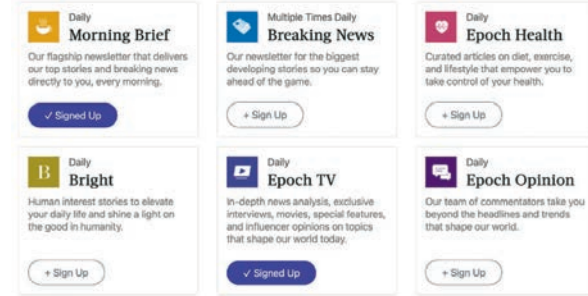 Daily
Morning Brief
Our flagship newsletter that delivers
our top stories and breaking news
directly to you, every morning.
✓ Signed Up
Multiple Times Daily
Breaking News
Our newsletter for the biggest
developing stories so you can stay
ahead of the game.
+ Sign Up
Daily
Epoch Health
Curated articles on diet, exercise,
and lifestyle that empower you to
take control of your health.
+ Sign Up
B
Daily
Bright
Human interest stories to elevate
your daily life and shine a light on
the good in humanity.
+ Sign Up
Daily
Epoch TV
In-depth news analysis, exclusive
interviews, movies, special features,
and influencer opinions on topics
that shape our world today.
✓ Signed Up
Daily
Epoch Opinion
Our team of commentators take you
beyond the headlines and trends
that shape our world.
+ Sign Up